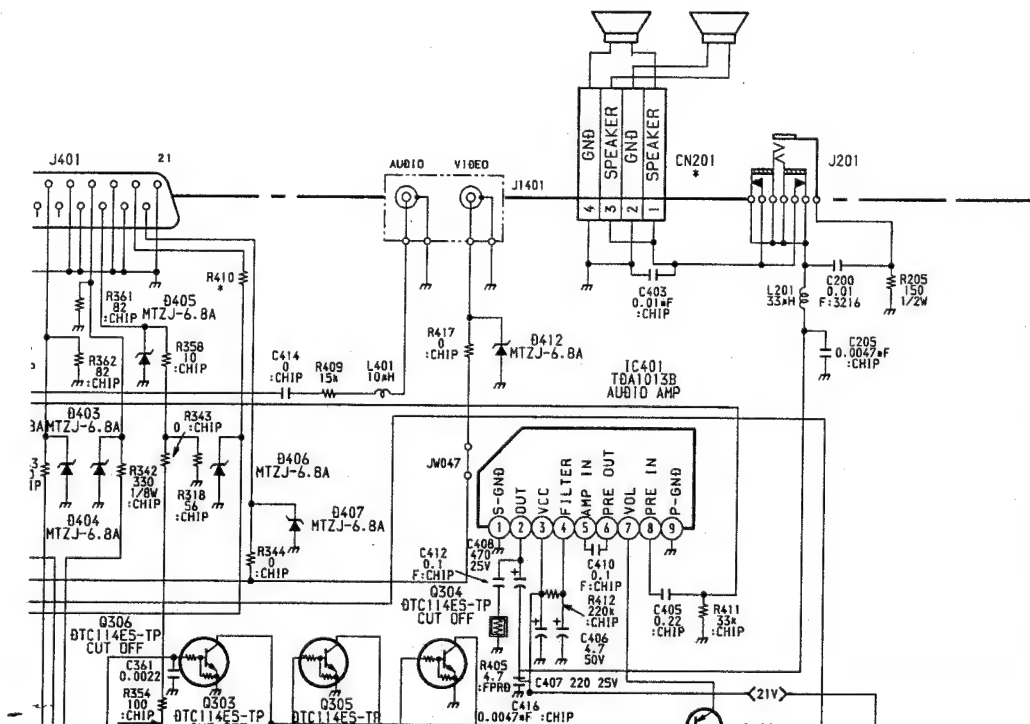 J401
21
AUDIO VIDEO
J1401
GND
SPEAKER
GND
SPEAKER
4 3 2 1
CN201
*
J201
R410
*
R361
82
:CHIP
D405
MTZJ-6.8A
R362
82
:CHIP
R358
10
:CHIP
C414
0
:CHIP
R409
15k
L401
10µH
R417
0
:CHIP
D412
MTZJ-6.8A
C403
0.01µF
:CHIP
L201
33µH
C200
0.01
F:3216
R205
150
1/2W
C205
0.0047µF
:CHIP
IC401
TDA1013B
AUDIO AMP
D403
MTZJ-6.8A
R343
0 :CHIP
R342
330
1/8W
:CHIP
R318
56
:CHIP
D404
MTZJ-6.8A
D406
MTZJ-6.8A
D407
MTZJ-6.8A
R344
0
:CHIP
JW047
S-GND
OUT
VCC
FILTER
AMP IN
PRE OUT
VOL
PRE IN
P-GND
1 2 3 4 5 6 7 8 9
C408
470
25V
C412
0.1
F:CHIP
C410
0.1
F:CHIP
R412
220k
:CHIP
C405
0.22
:CHIP
R411
33k
:CHIP
C406
4.7
50V
R405
4.7
:FPRD
C407 220 25V
C416
0.0047µF :CHIP
21V
Q306
DTC114ES-TP
CUT OFF
Q304
DTC114ES-TP
CUT OFF
C361
0.0022
R354
100
:CHIP
Q303
DTC114ES-TP
Q305
DTC114ES-TP